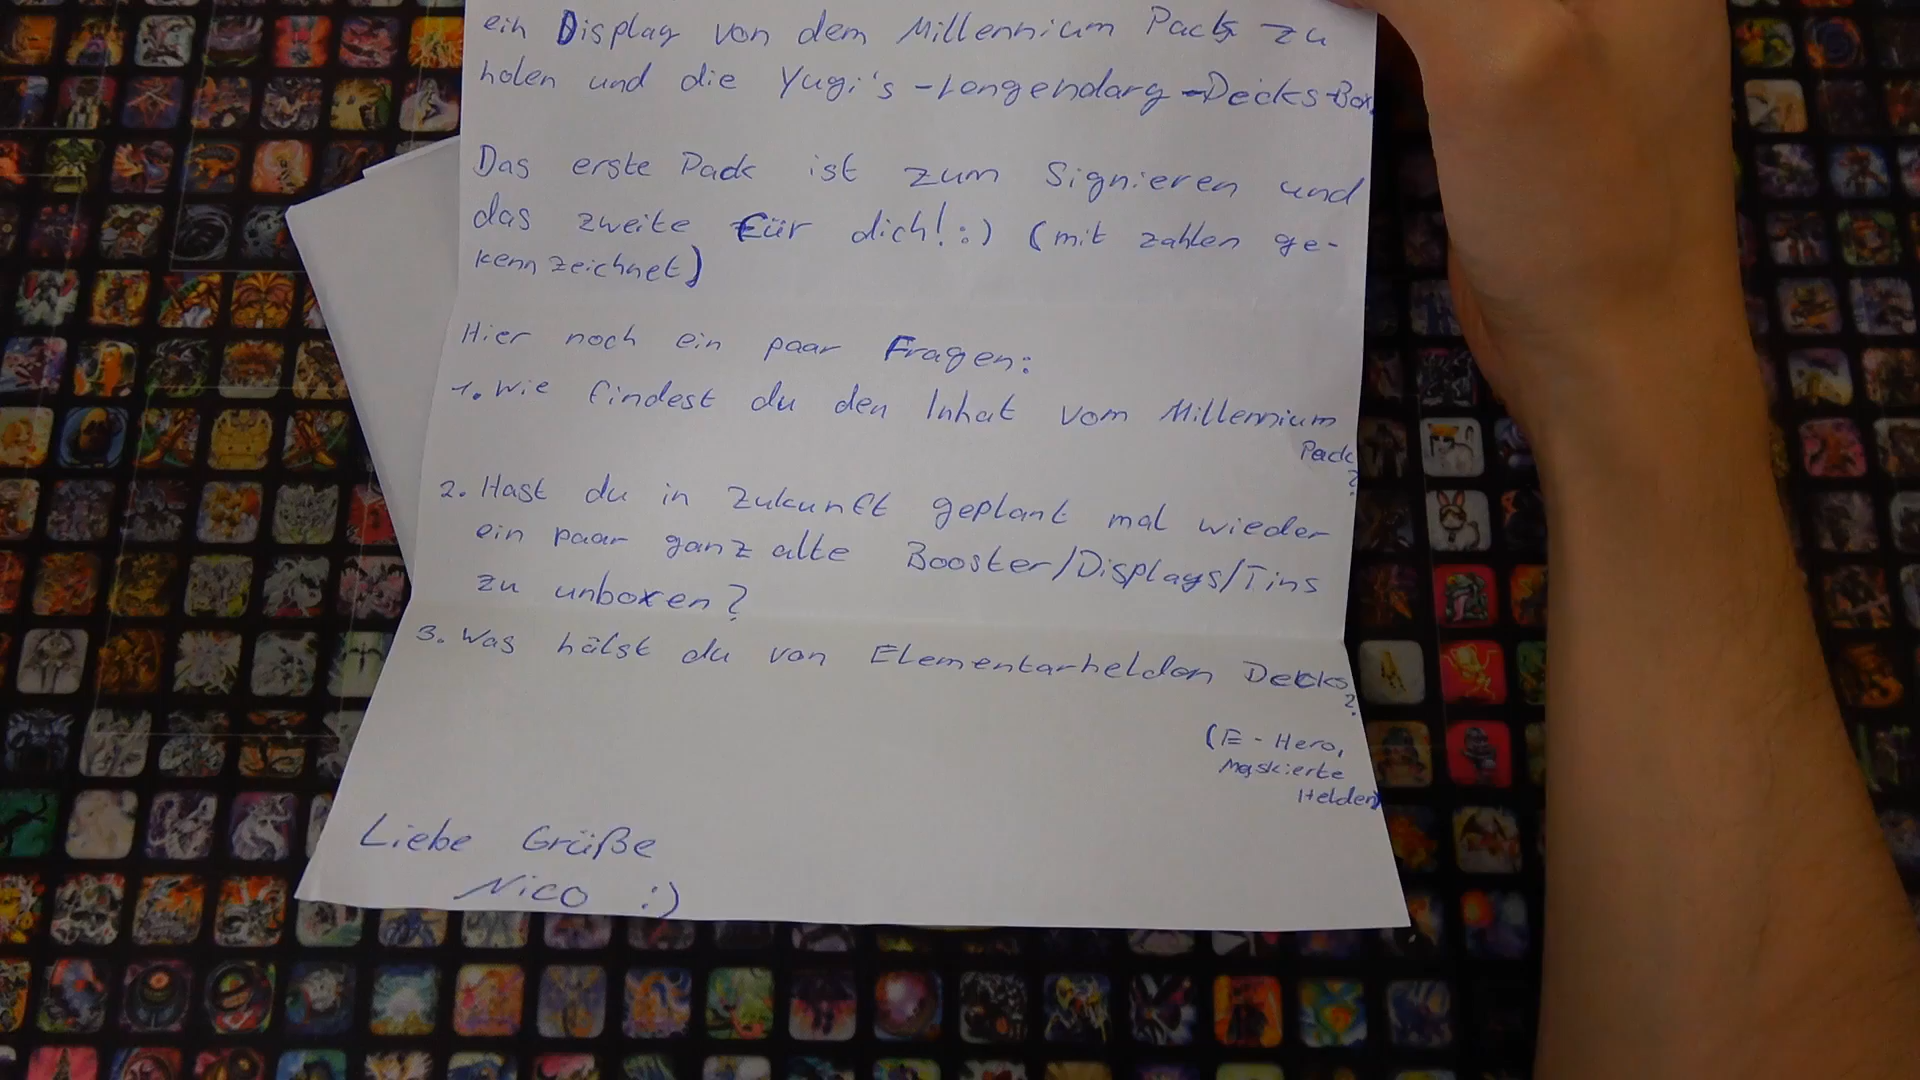 ein Display von dem Millennium Pack zu
holen und die Yugi's-Lengendary-Decks-Box.
Das erste Pack ist zum Signieren und
das zweite für dich! :) (mit zahlen ge-
kennzeichnet)
Hier noch ein paar Fragen:
1. Wie findest du den Inhat vom Millennium
Pack?
2. Hast du in Zukunft geplant mal wieder
ein paar ganz alte Booster/Displays/Tins
zu unboxen?
3. Was hälst du von Elementarhelden Decks?
(E-Hero,
Maskierte
Helden)
Liebe Grüße
Nico :)